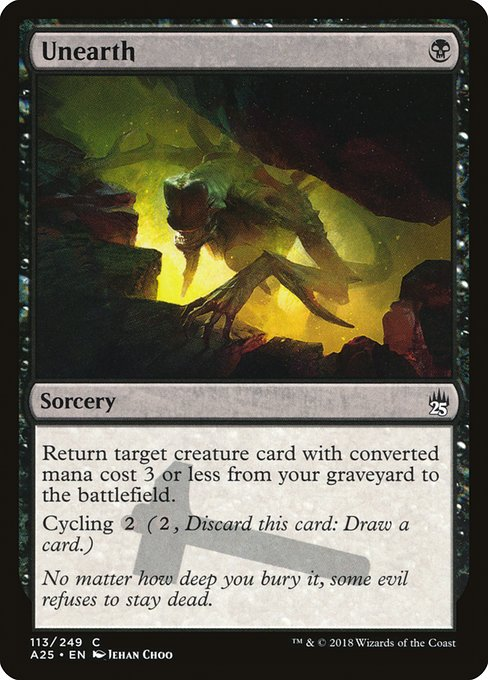 Unearth
Sorcery
25
Return target creature card with converted
mana cost 3 or less from your graveyard to
the battlefield.
Cycling 2 (2, Discard this card: Draw a
card.)
No matter how deep you bury it, some evil
refuses to stay dead.
113/249 C
A25 • EN Jehan Choo
™ & © 2018 Wizards of the Coast